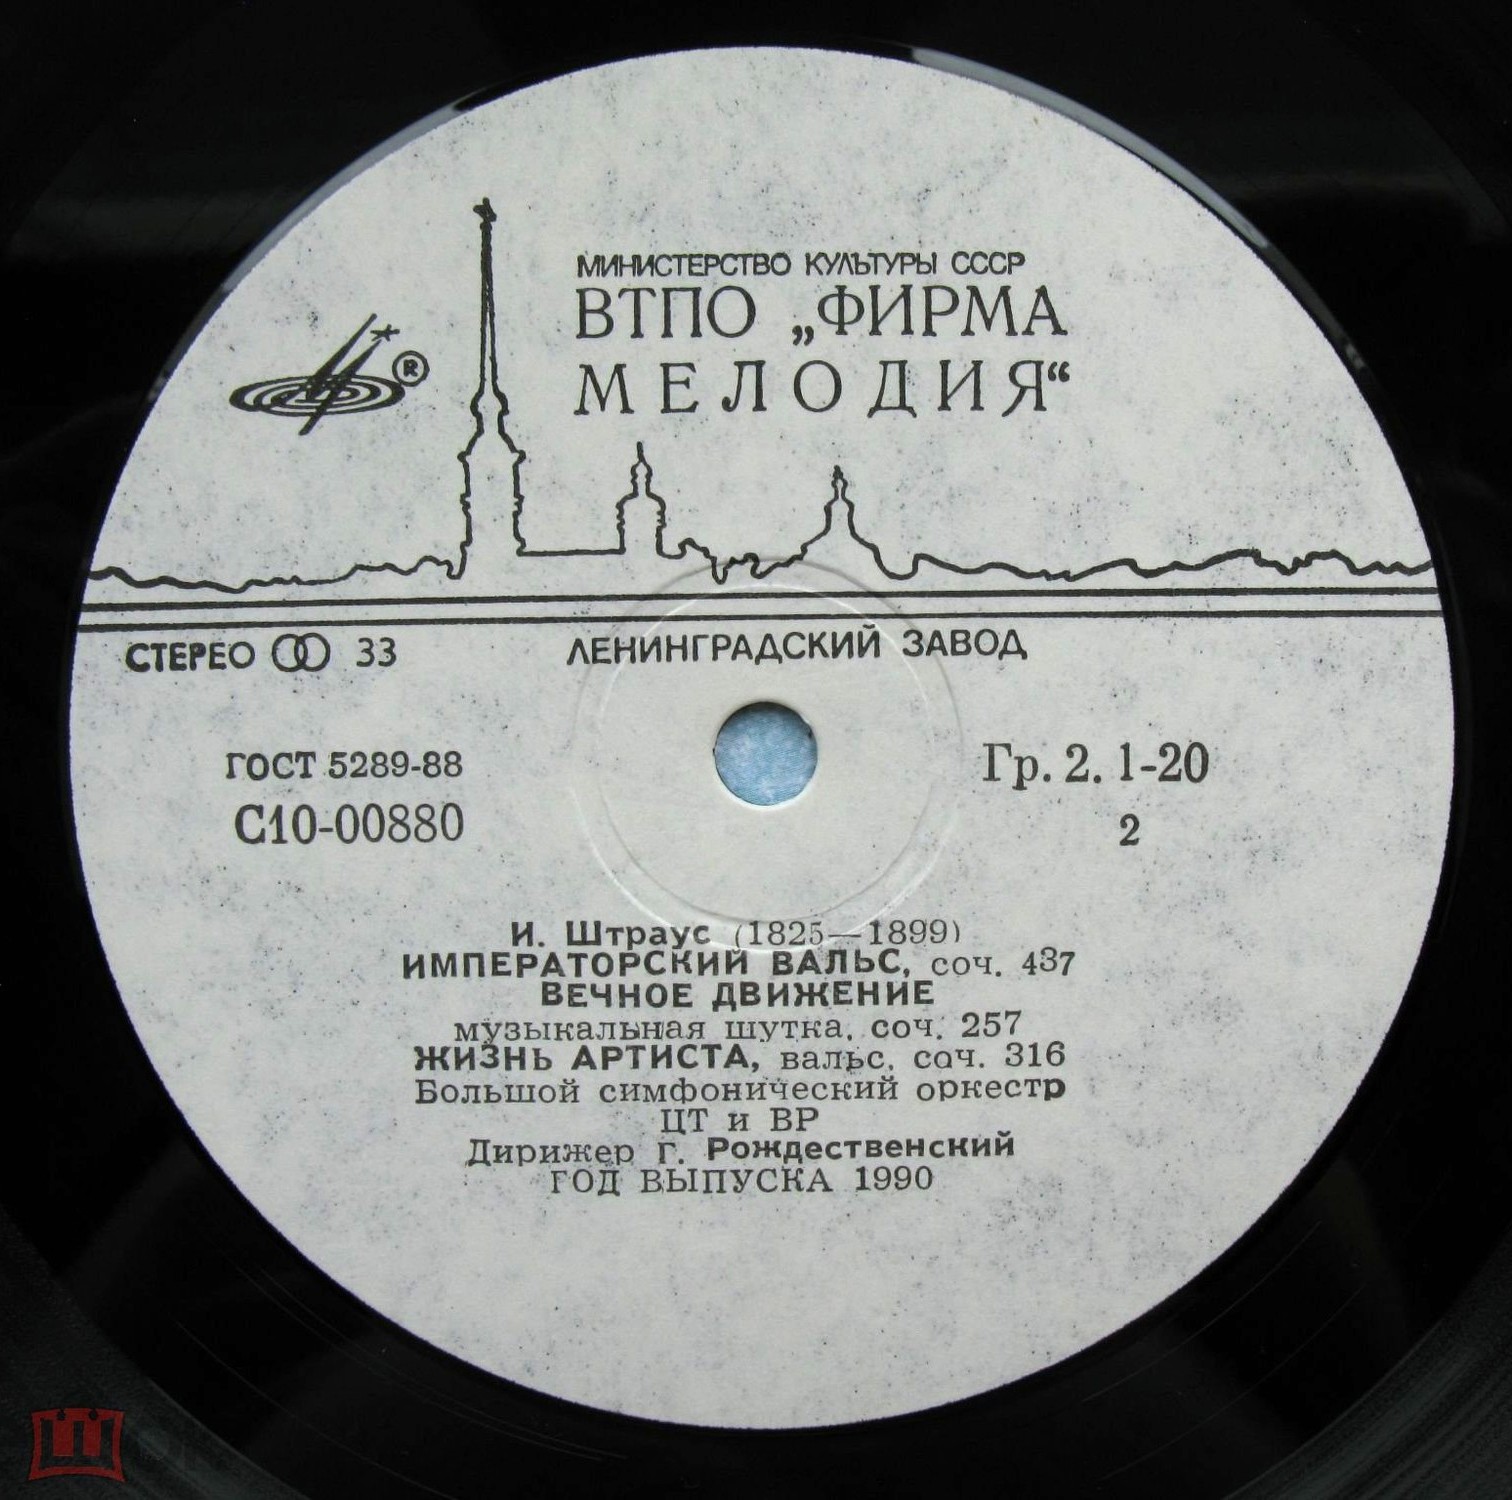 МИНИСТЕРСТВО КУЛЬТУРЫ СССР
ВТПО „ФИРМА
МЕЛОДИЯ“
®
СТЕРЕО 33
ЛЕНИНГРАДСКИЙ ЗАВОД
ГОСТ 5289-88
Гр. 2. 1-20
С10-00880
2
И. Штраус (1825—1899)
ИМПЕРАТОРСКИЙ ВАЛЬС, соч. 437
ВЕЧНОЕ ДВИЖЕНИЕ
музыкальная шутка, соч. 257
ЖИЗНЬ АРТИСТА, вальс, соч. 316
Большой симфонический оркестр
ЦТ и ВР
Дирижер Г. Рождественский
ГОД ВЫПУСКА 1990